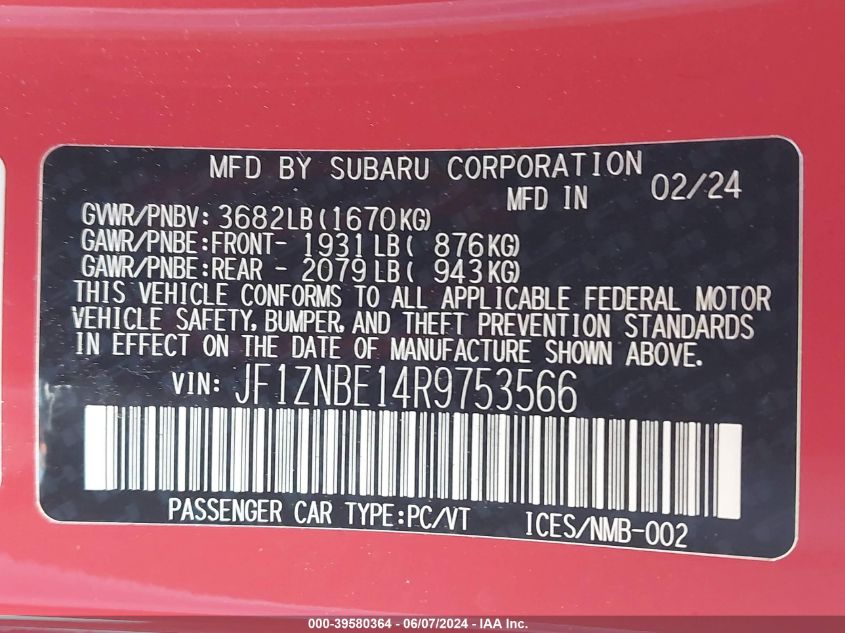 MFD BY SUBARU CORPORATION
MFD IN 02/24
GVWR/PNBV: 3682LB(1670KG)
GAWR/PNBE:FRONT- 1931LB( 876KG)
GAWR/PNBE:REAR - 2079LB( 943KG)
THIS VEHICLE CONFORMS TO ALL APPLICABLE FEDERAL MOTOR
VEHICLE SAFETY, BUMPER, AND THEFT PREVENTION STANDARDS
IN EFFECT ON THE DATE OF MANUFACTURE SHOWN ABOVE.
VIN: JF1ZNBE14R9753566
PASSENGER CAR TYPE:PC/VT ICES/NMB-002
000-39580364 - 06/07/2024 - IAAI.com